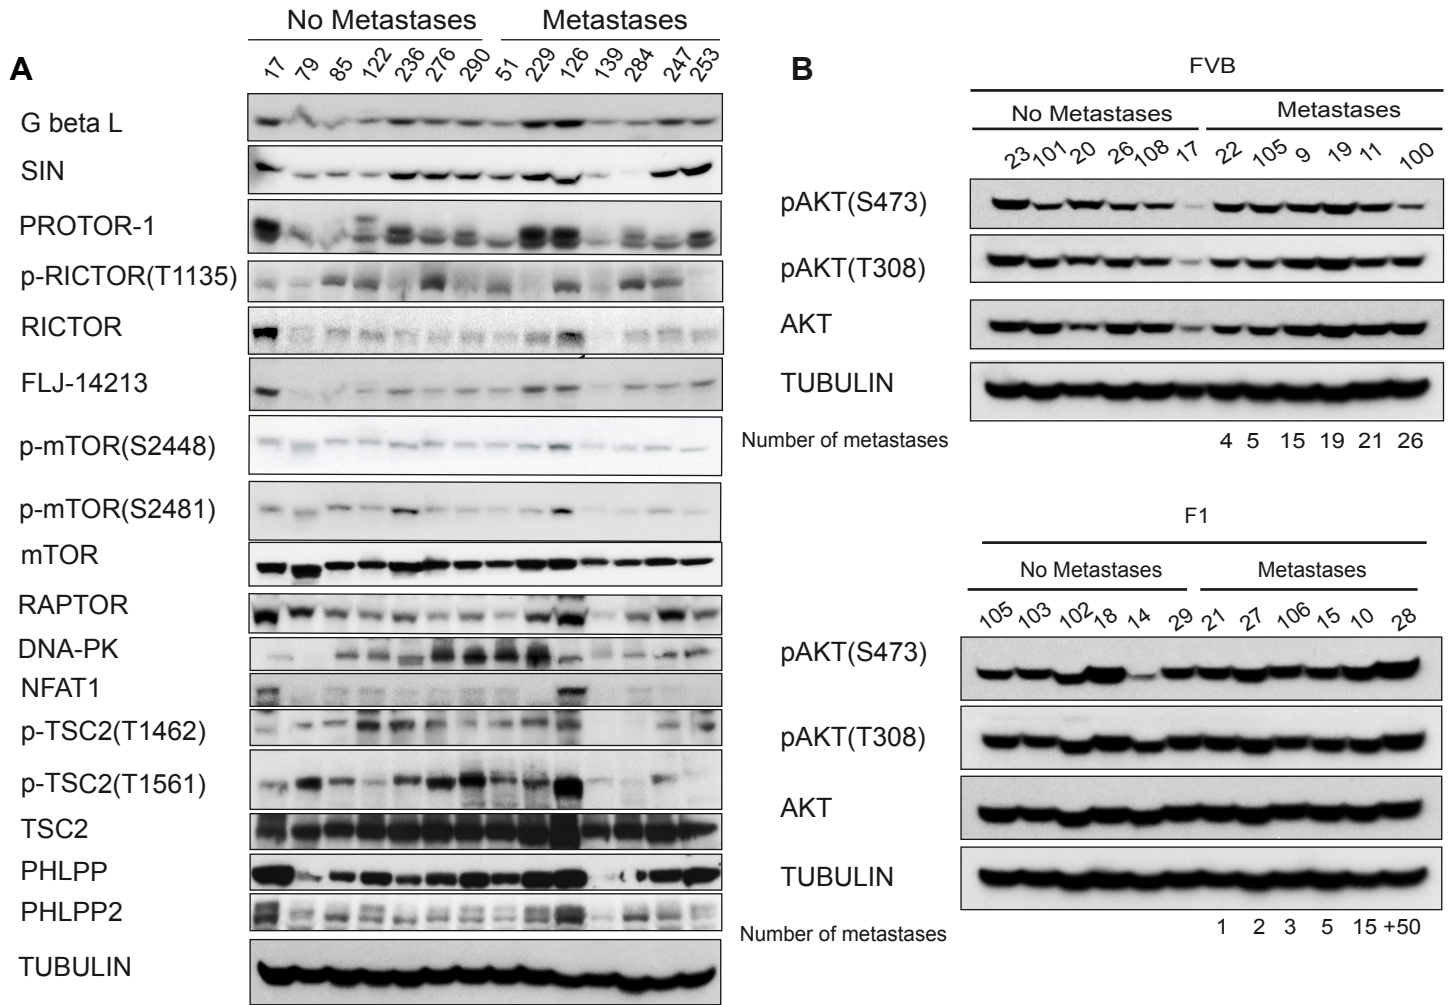 No Metastases Metastases
A
17 79 85 122 236 276 290 51 229 126 139 284 247 253
G beta L
SIN
PROTOR-1
p-RICTOR(T1135)
RICTOR
FLJ-14213
p-mTOR(S2448)
p-mTOR(S2481)
mTOR
RAPTOR
DNA-PK
NFAT1
p-TSC2(T1462)
p-TSC2(T1561)
TSC2
PHLPP
PHLPP2
TUBULIN
B
FVB
No Metastases Metastases
23 101 20 26 108 17 22 105 9 19 11 100
pAKT(S473)
pAKT(T308)
AKT
TUBULIN
Number of metastases 4 5 15 19 21 26
F1
No Metastases Metastases
105 103 102 18 14 29 21 27 106 15 10 28
pAKT(S473)
pAKT(T308)
AKT
TUBULIN
Number of metastases 1 2 3 5 15 +50